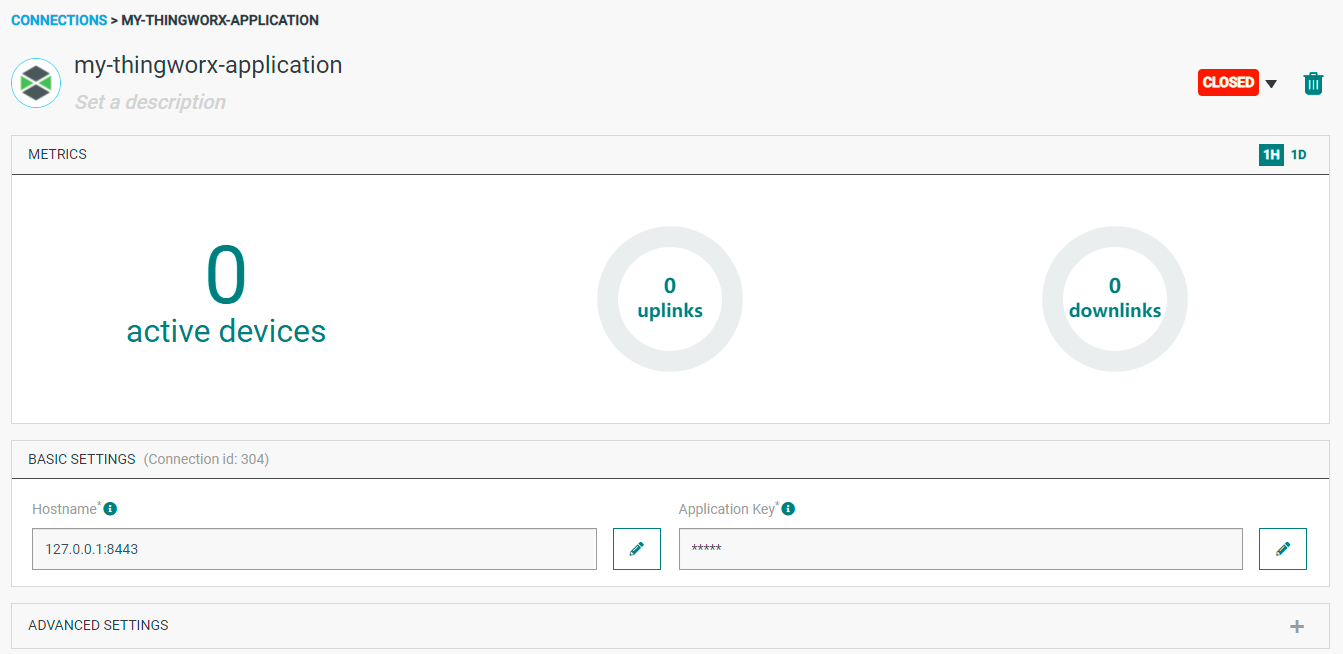 CONNECTIONS > MY-THINGWORX-APPLICATION
my-thingworx-application
Set a description
CLOSED
METRICS
1H 1D
0
active devices
0
uplinks
0
downlinks
BASIC SETTINGS (Connection id: 304)
Hostname*
Application Key*
127.0.0.1:8443
*****
ADVANCED SETTINGS